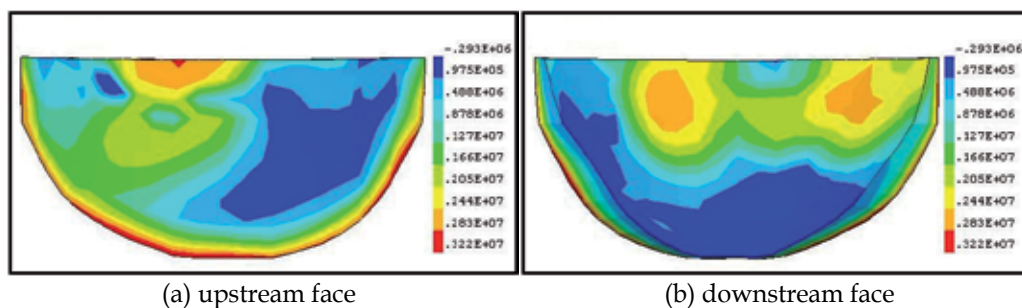 -.293E+06
.975E+05
.488E+06
.878E+06
.127E+07
.166E+07
.205E+07
.244E+07
.283E+07
.322E+07
(a) upstream face
-.293E+06
.975E+05
.488E+06
.878E+06
.127E+07
.166E+07
.205E+07
.244E+07
.283E+07
.322E+07
(b) downstream face